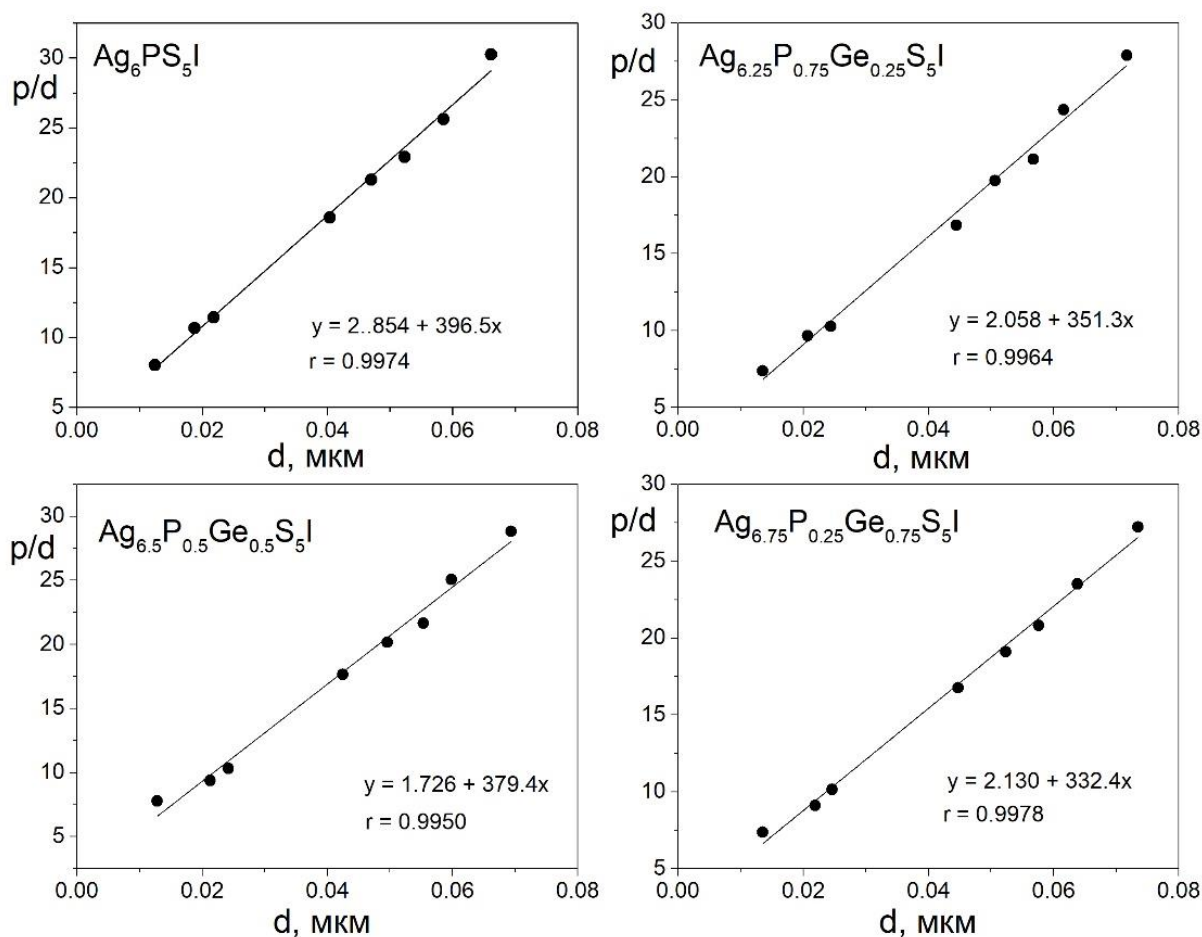 Ag6PS5I
p/d
30
25
20
15
10
5
y = 2..854 + 396.5x
r = 0.9974
0.00 0.02 0.04 0.06 0.08
d, мкм
Ag6.25P0.75Ge0.25S5I
p/d
30
25
20
15
10
5
y = 2.058 + 351.3x
r = 0.9964
0.00 0.02 0.04 0.06 0.08
d, мкм
Ag6.5P0.5Ge0.5S5I
p/d
30
25
20
15
10
5
y = 1.726 + 379.4x
r = 0.9950
0.00 0.02 0.04 0.06 0.08
d, мкм
Ag6.75P0.25Ge0.75S5I
p/d
30
25
20
15
10
5
y = 2.130 + 332.4x
r = 0.9978
0.00 0.02 0.04 0.06 0.08
d, мкм